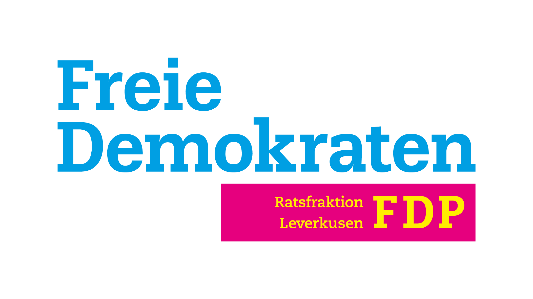 Freie
Demokraten
Ratsfraktion
Leverkusen FDP